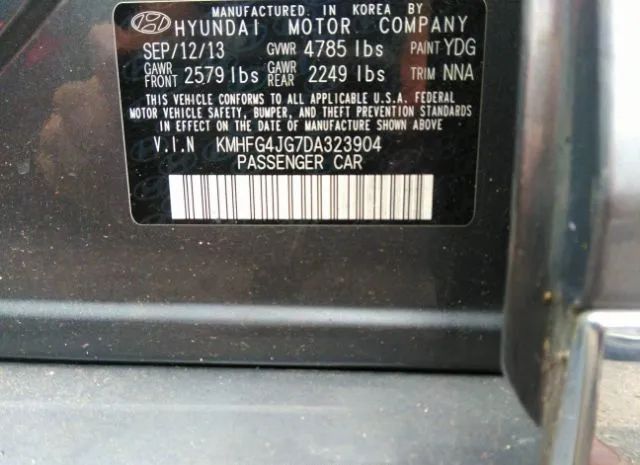 MANUFACTURED IN KOREA BY
HYUNDAI MOTOR COMPANY
SEP/12/13 GVWR 4785 lbs PAINT YDG
GAWR FRONT 2579 lbs GAWR REAR 2249 lbs TRIM NNA
THIS VEHICLE CONFORMS TO ALL APPLICABLE U.S.A. FEDERAL
MOTOR VEHICLE SAFETY, BUMPER, AND THEFT PREVENTION STANDARDS
IN EFFECT ON THE DATE OF MANUFACTURE SHOWN ABOVE.
V.I.N KMHFG4JG7DA323904
PASSENGER CAR